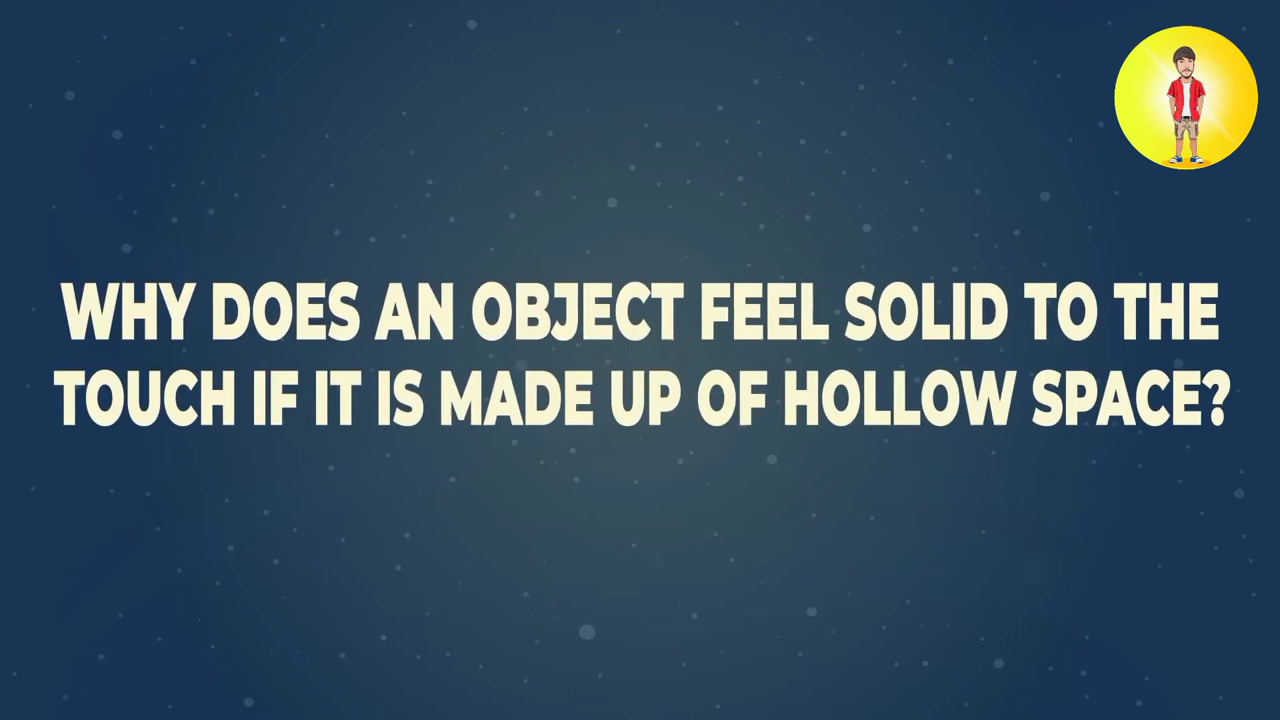 WHY DOES AN OBJECT FEEL SOLID TO THE
TOUCH IF IT IS MADE UP OF HOLLOW SPACE?